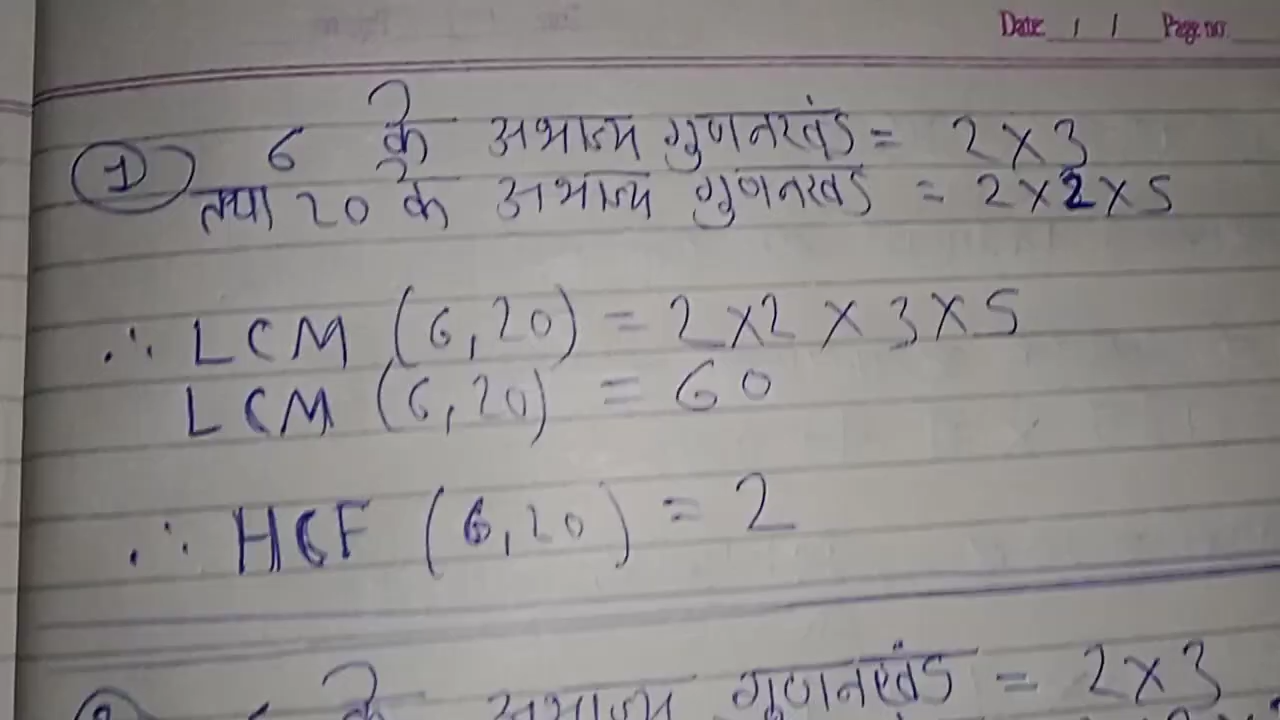 Date / / Page no.
① 6 के अभाज्य गुणनखंड = 2 × 3
तथा 20 के अभाज्य गुणनखंड = 2 × 2 × 5
∴ LCM (6, 20) = 2 × 2 × 3 × 5
LCM (6, 20) = 60
∴ HCF (6, 20) = 2
के अभाज्य गुणनखंड = 2 × 3